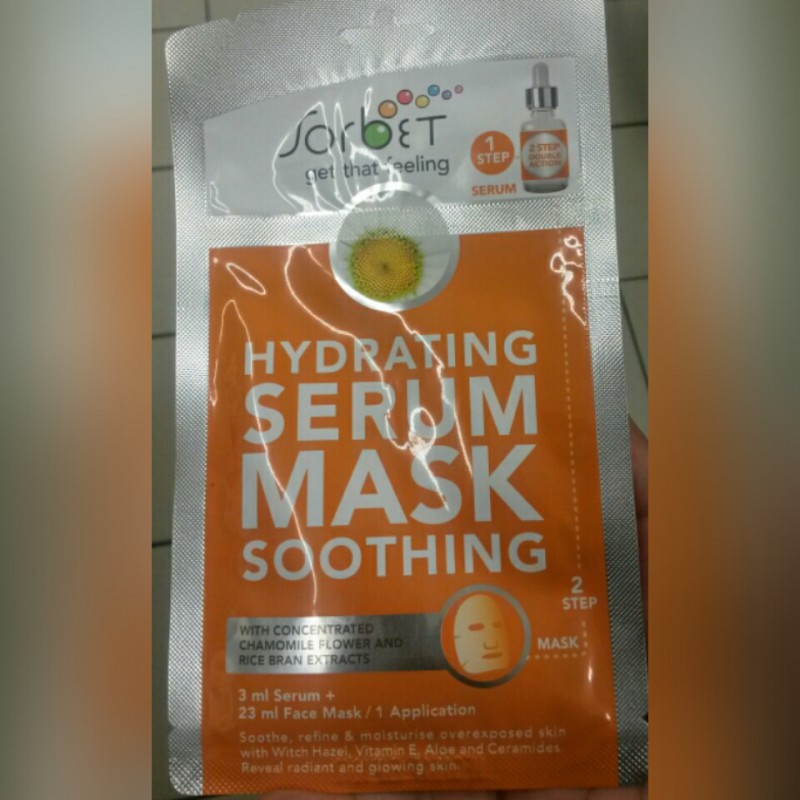 Sorbet
get that feeling
1
STEP
SERUM
2 STEP
DOUBLE
ACTION
HYDRATING
SERUM
MASK
SOOTHING
2
STEP
MASK
WITH CONCENTRATED
CHAMOMILE FLOWER AND
RICE BRAN EXTRACTS
3 ml Serum +
23 ml Face Mask / 1 Application
Soothe, refine & moisturise overexposed skin
with Witch Hazel, Vitamin E, Aloe and Ceramides.
Reveal radiant and glowing skin.